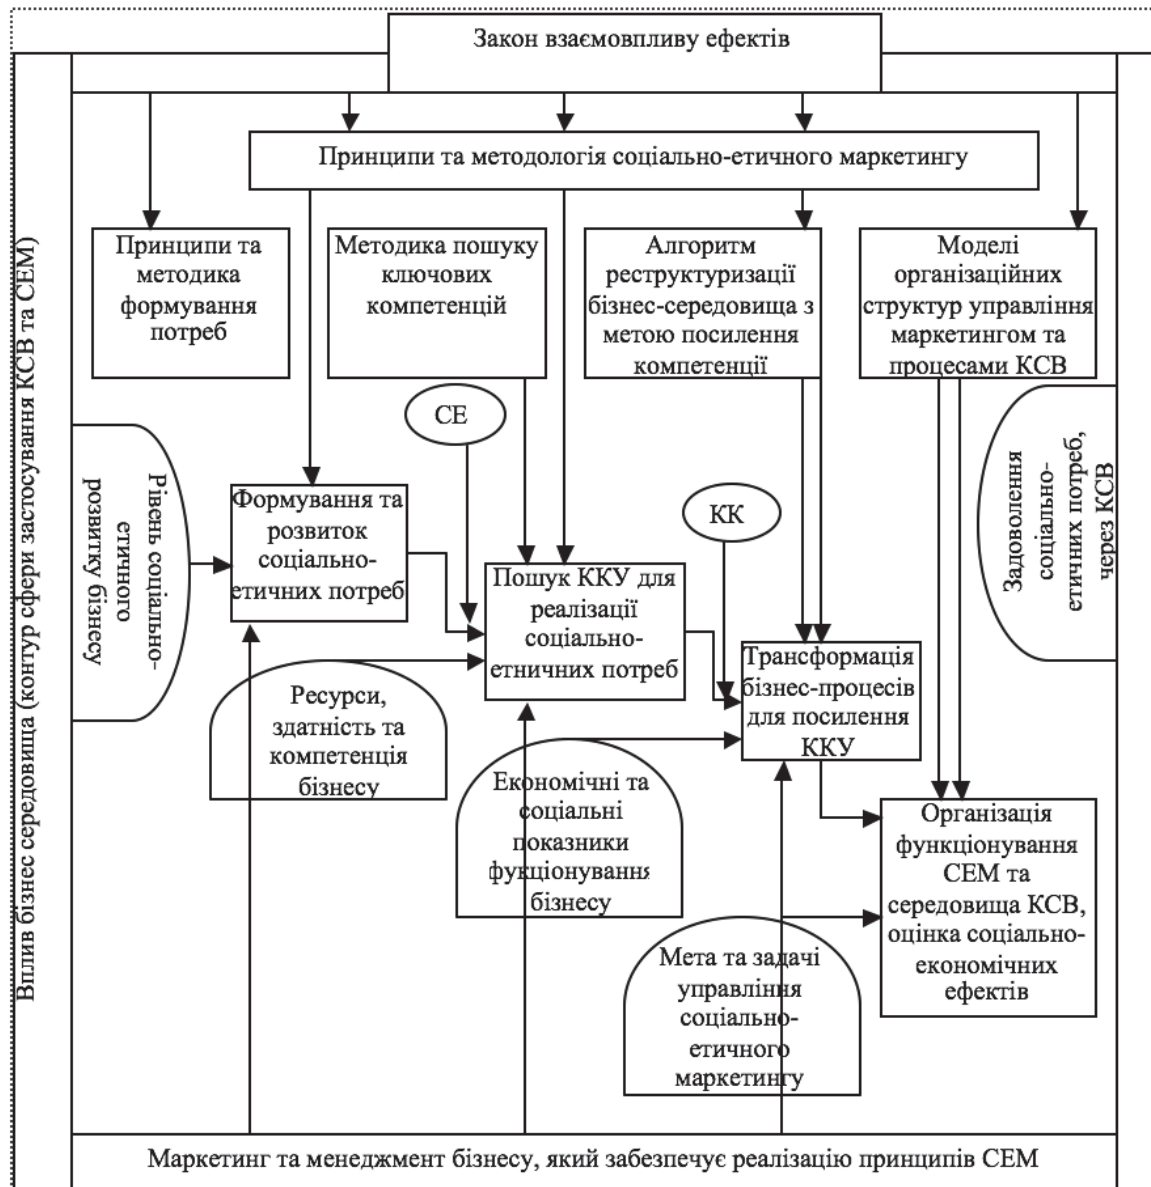 Закон взаємовпливу ефектів
Принципи та методологія соціально-етичного маркетингу
Вплив бізнес середовища (контур сфери застосування КСВ та СЕМ)
Принципи та
методика
формування
потреб
Методика пошуку
ключових
компетенцій
Алгоритм
реструктуризації
бізнес-середовища з
метою посилення
компетенції
Моделі
організаційних
структур управління
маркетингом та
процесами КСВ
СЕ
КК
Рівень соціально-
етичного
розвитку бізнесу
Формування та
розвиток
соціально-
етичних потреб
Пошук ККУ для
реалізації
соціально-
етничних потреб
Трансформація
бізнес-процесів
для посилення
ККУ
Задоволення
соціально-
етичних потреб,
через КСВ
Ресурси,
здатність та
компетенція
бізнесу
Економічні та
соціальні
показники
фукціонування
бізнесу
Мета та задачі
управління
соціально-
етичного
маркетингу
Організація
функціонування
СЕМ та
середовища КСВ,
оцінка соціально-
економічних
ефектів
Маркетинг та менеджмент бізнесу, який забезпечує реалізацію принципів СЕМ